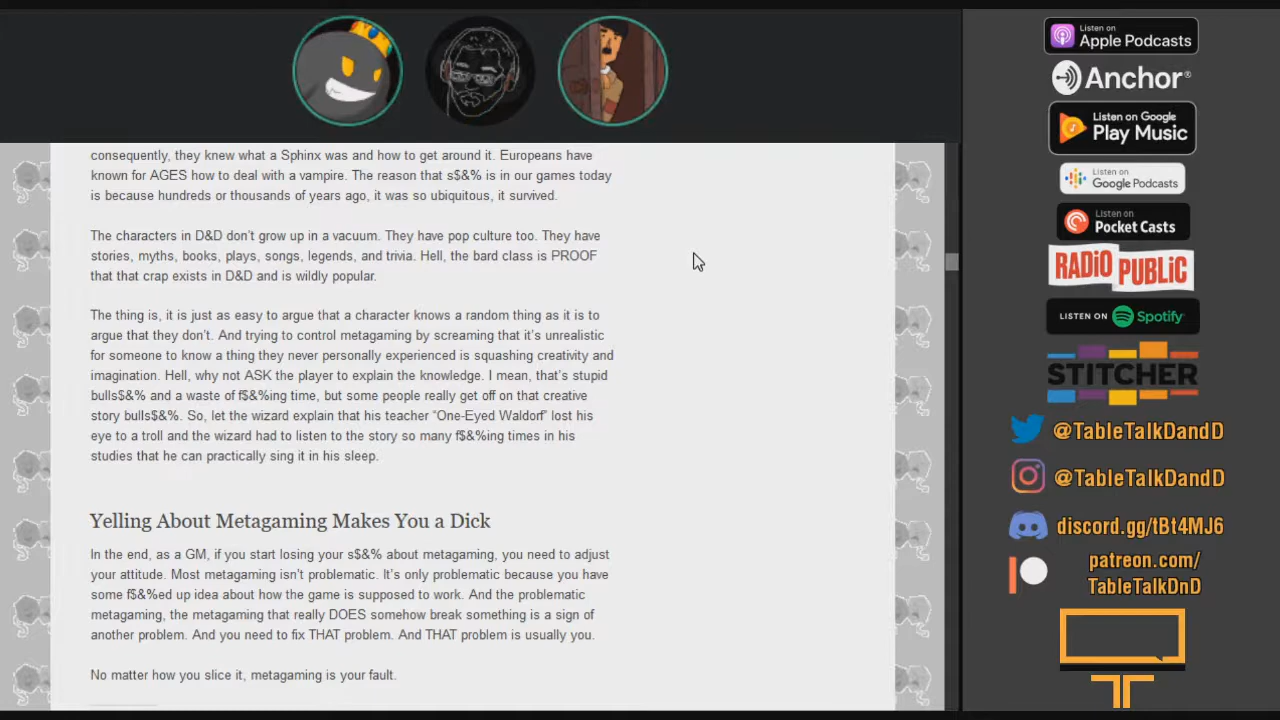 consequently, they knew what a Sphinx was and how to get around it. Europeans have
known for AGES how to deal with a vampire. The reason that s$&% is in our games today
is because hundreds or thousands of years ago, it was so ubiquitous, it survived.
The characters in D&D don't grow up in a vacuum. They have pop culture too. They have
stories, myths, books, plays, songs, legends, and trivia. Hell, the bard class is PROOF
that that crap exists in D&D and is wildly popular.
The thing is, it is just as easy to argue that a character knows a random thing as it is to
argue that they don't. And trying to control metagaming by screaming that it's unrealistic
for someone to know a thing they never personally experienced is squashing creativity and
imagination. Hell, why not ASK the player to explain the knowledge. I mean, that's stupid
bulls$&% and a waste of f$&%ing time, but some people really get off on that creative
story bulls$&%. So, let the wizard explain that his teacher “One-Eyed Waldorf” lost his
eye to a troll and the wizard had to listen to the story so many f$&%ing times in his
studies that he can practically sing it in his sleep.
Yelling About Metagaming Makes You a Dick
In the end, as a GM, if you start losing your s$&% about metagaming, you need to adjust
your attitude. Most metagaming isn't problematic. It's only problematic because you have
some f$&%ed up idea about how the game is supposed to work. And the problematic
metagaming, the metagaming that really DOES somehow break something is a sign of
another problem. And you need to fix THAT problem. And THAT problem is usually you.
No matter how you slice it, metagaming is your fault.
Listen on
Apple Podcasts
Anchor®
Listen on Google
Play Music
Listen on
Google Podcasts
Listen on
Pocket Casts
RADIO
PUBLIC
LISTEN ON Spotify
STITCHER
@TableTalkDandD
@TableTalkDandD
discord.gg/tBt4MJ6
patreon.com/
TableTalkDnD